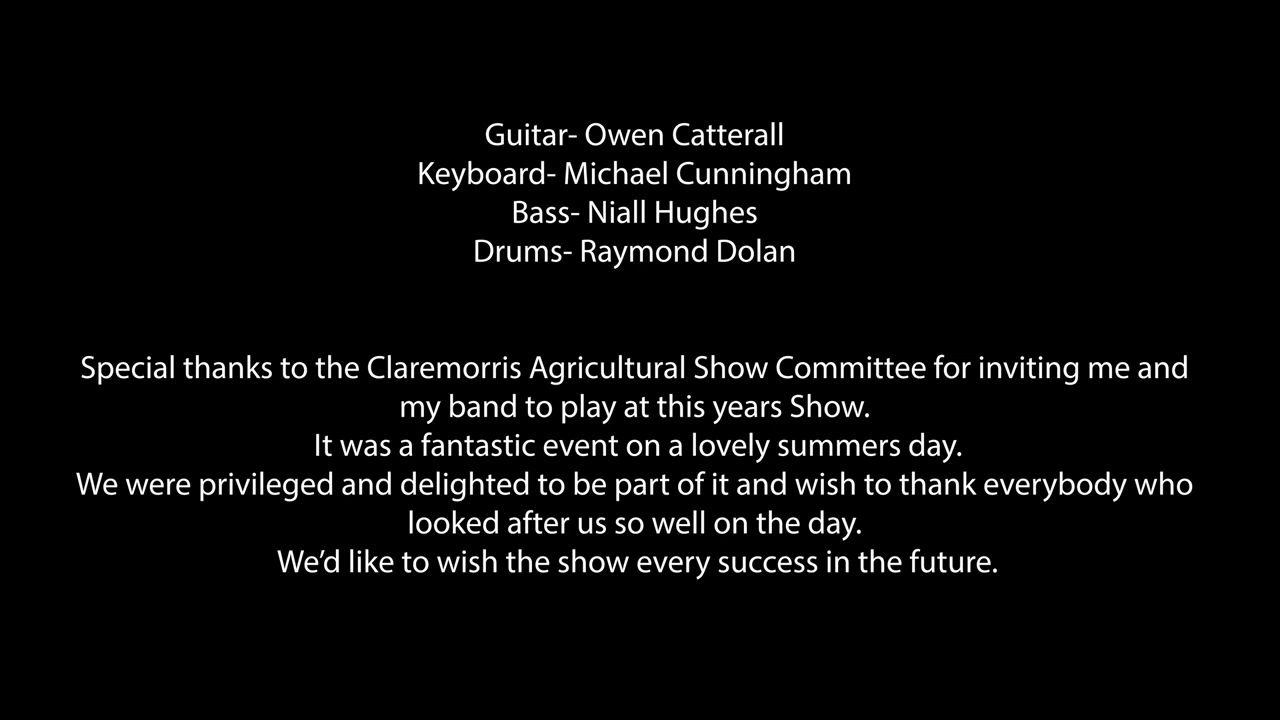 Guitar- Owen Catterall
Keyboard- Michael Cunningham
Bass- Niall Hughes
Drums- Raymond Dolan
Special thanks to the Claremorris Agricultural Show Committee for inviting me and
my band to play at this years Show.
It was a fantastic event on a lovely summers day.
We were privileged and delighted to be part of it and wish to thank everybody who
looked after us so well on the day.
We’d like to wish the show every success in the future.